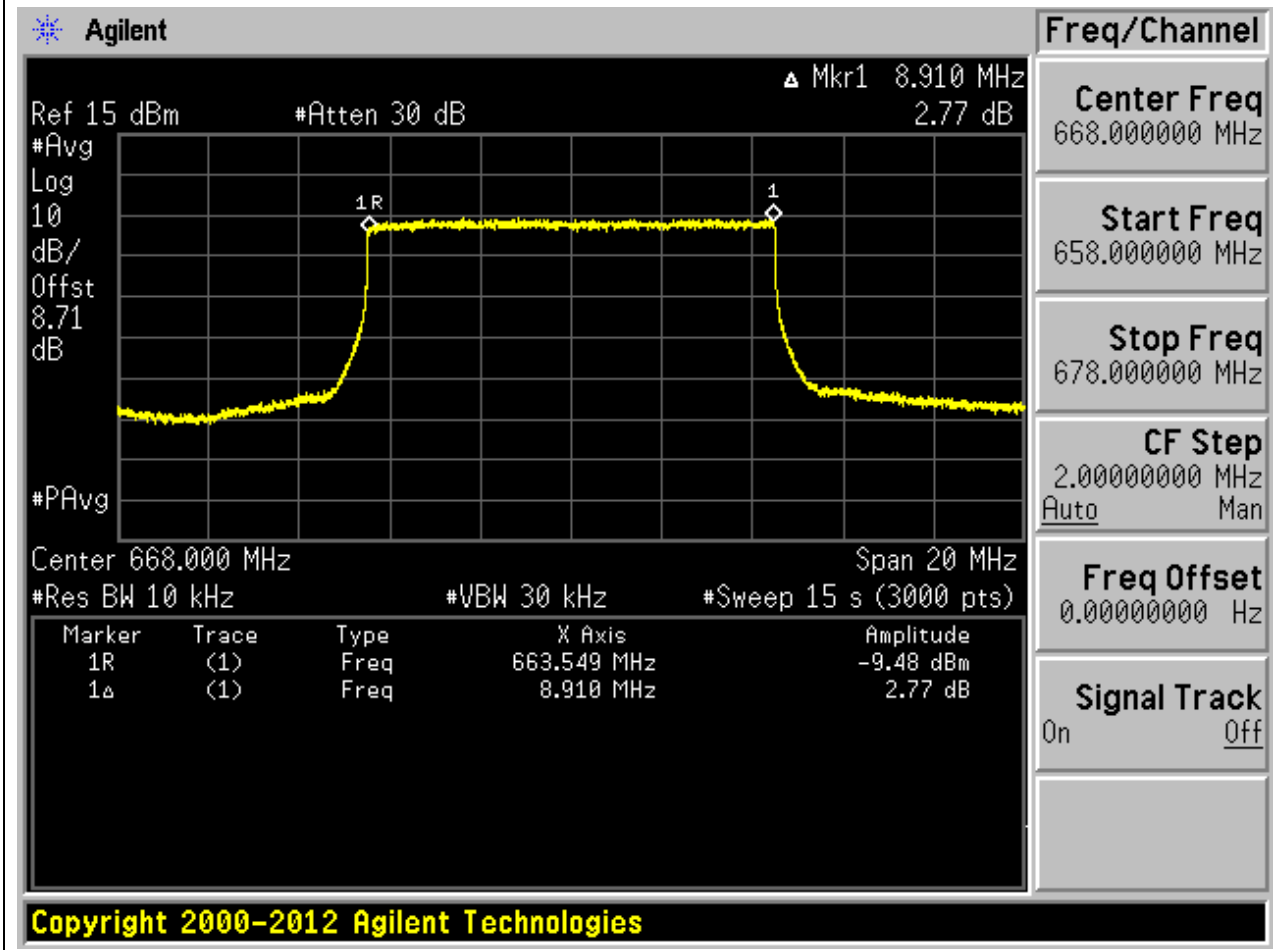 Agilent
Freq/Channel
Δ Mkr1 8.910 MHz
Ref 15 dBm #Atten 30 dB 2.77 dB
#Avg
Log
10
dB/
Offst
8.71
dB
#PAvg
1R
1
Center 668.000 MHz Span 20 MHz
#Res BW 10 kHz #VBW 30 kHz #Sweep 15 s (3000 pts)
Marker Trace Type X Axis Amplitude
1R (1) Freq 663.549 MHz -9.48 dBm
1Δ (1) Freq 8.910 MHz 2.77 dB
Center Freq
668.000000 MHz
Start Freq
658.000000 MHz
Stop Freq
678.000000 MHz
CF Step
2.00000000 MHz
Auto Man
Freq Offset
0.00000000 Hz
Signal Track
On Off
Copyright 2000-2012 Agilent Technologies